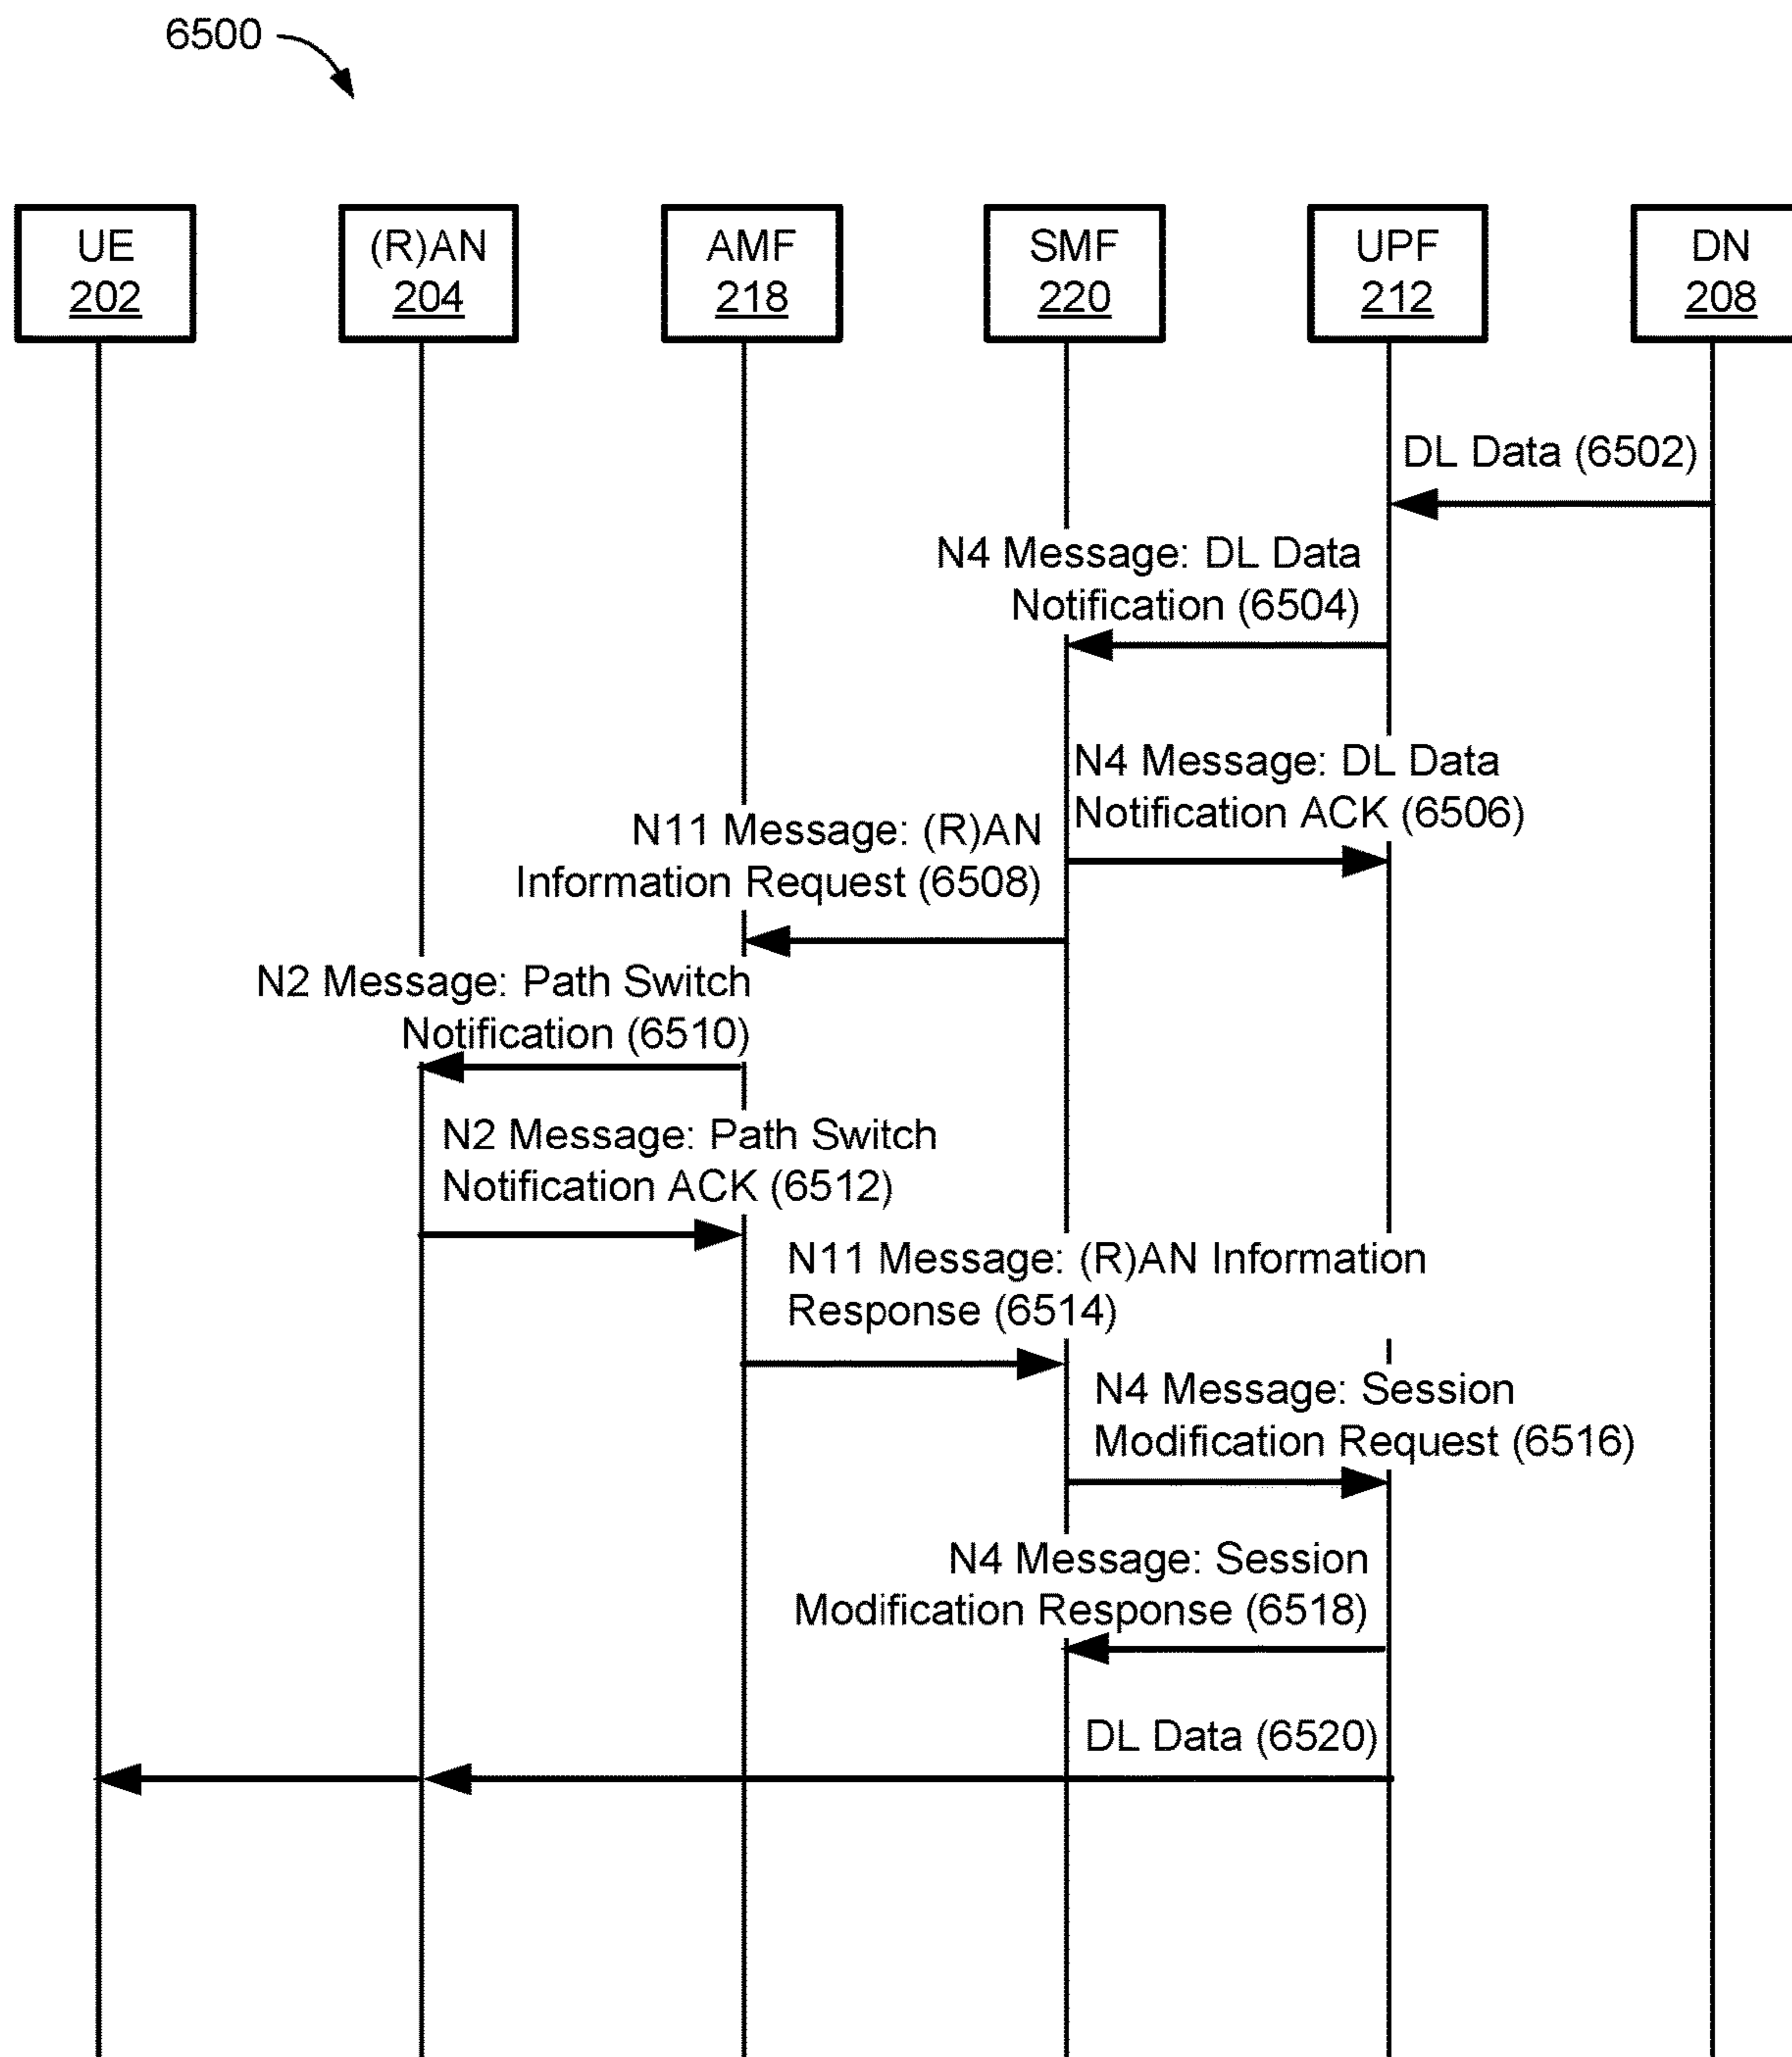 6500
UE
202
(R)AN
204
AMF
218
SMF
220
UPF
212
DN
208
DL Data (6502)
N4 Message: DL Data
Notification (6504)
N4 Message: DL Data
Notification ACK (6506)
N11 Message: (R)AN
Information Request (6508)
N2 Message: Path Switch
Notification (6510)
N2 Message: Path Switch
Notification ACK (6512)
N11 Message: (R)AN Information
Response (6514)
N4 Message: Session
Modification Request (6516)
N4 Message: Session
Modification Response (6518)
DL Data (6520)